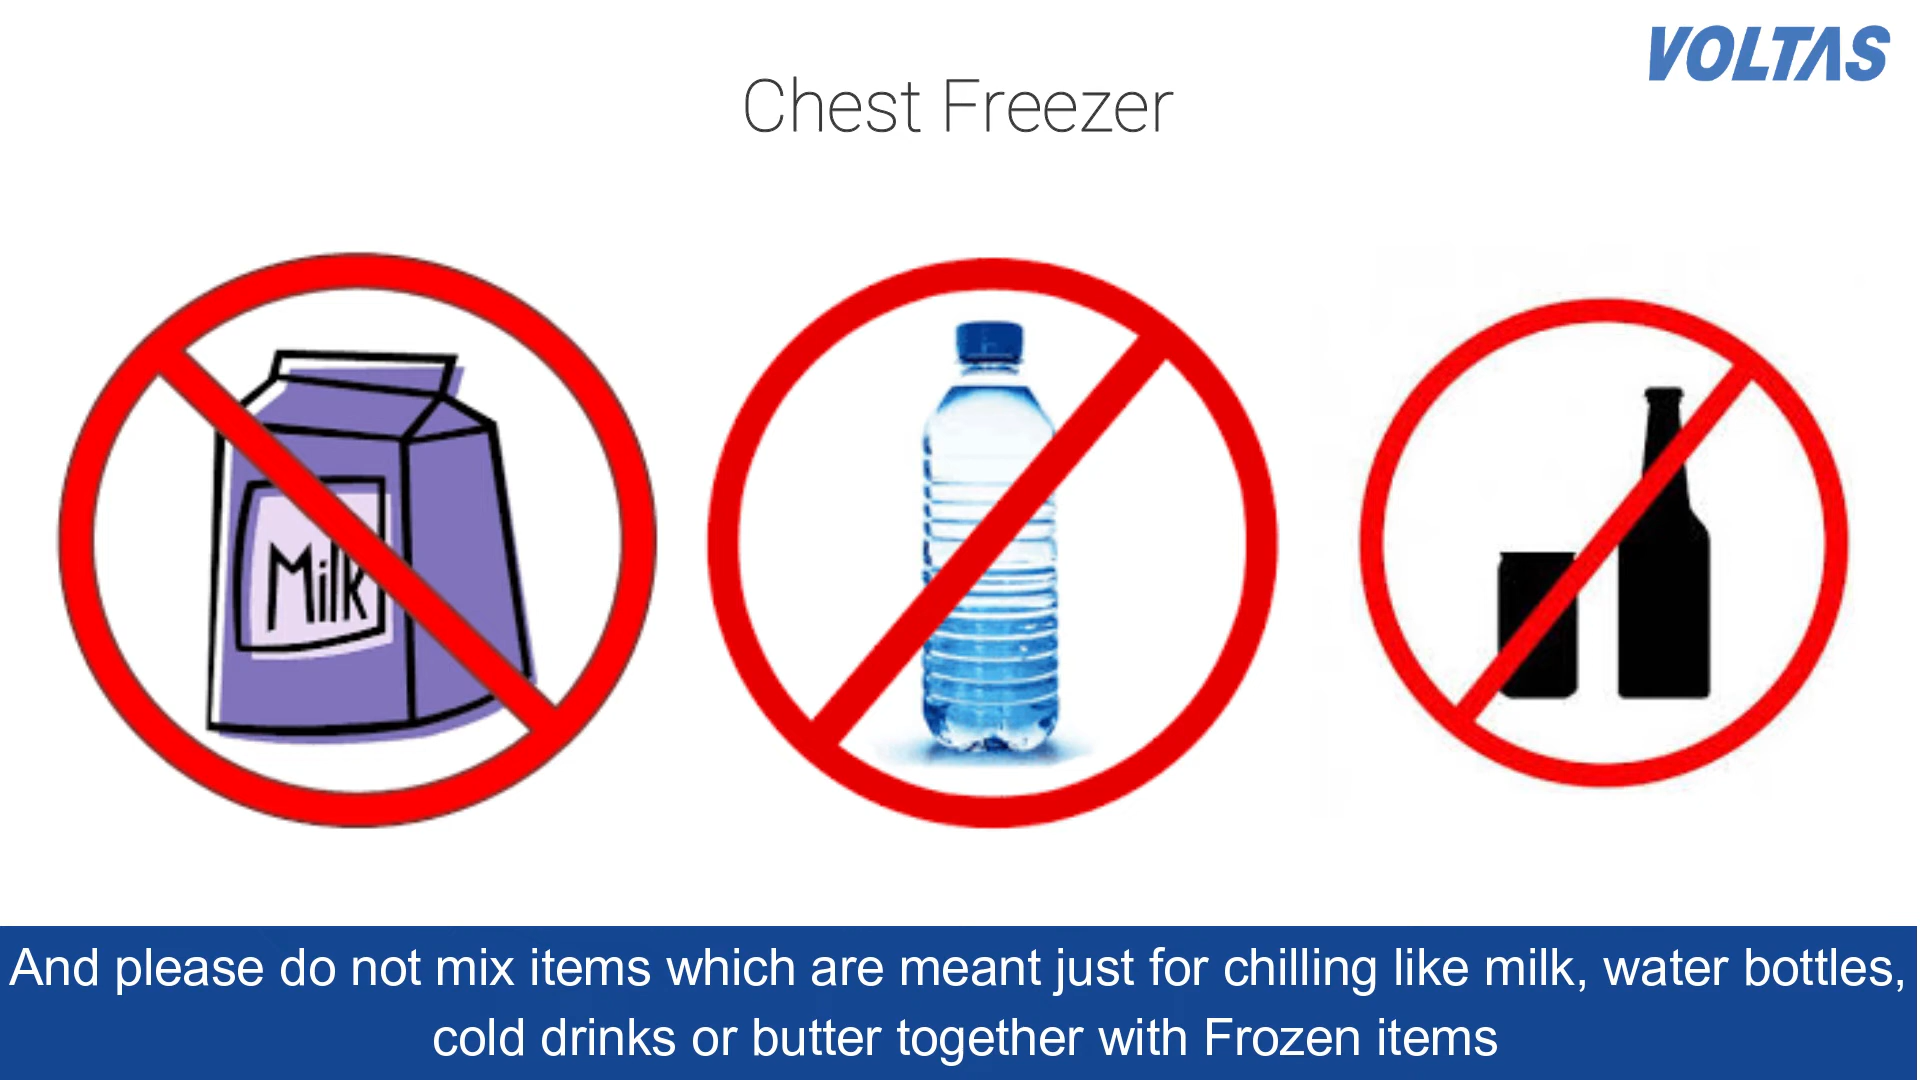 VOLTAS
Chest Freezer
Milk
And please do not mix items which are meant just for chilling like milk, water bottles,
cold drinks or butter together with Frozen items